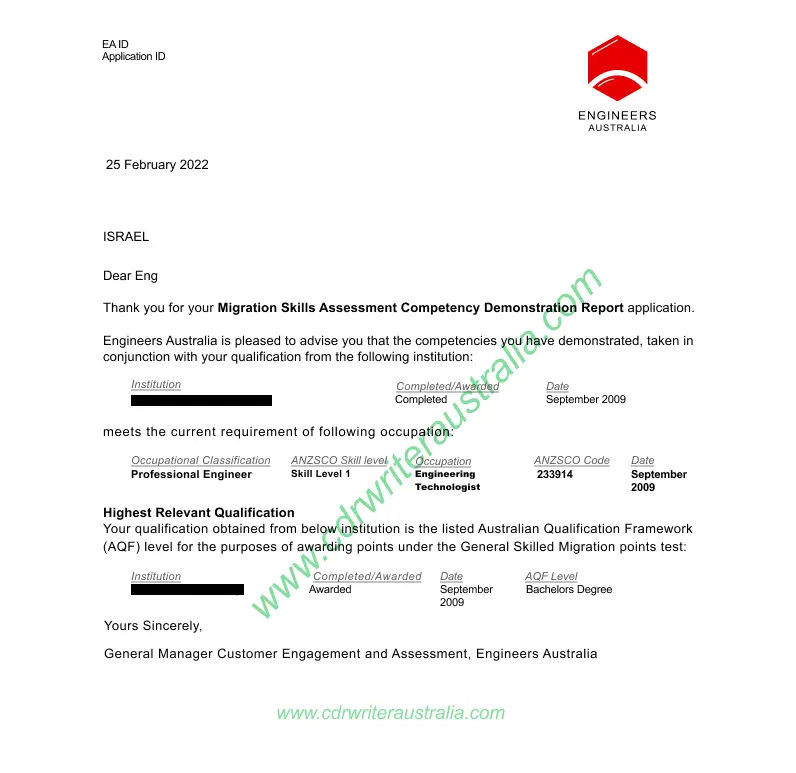 EA ID
Application ID
ENGINEERS
AUSTRALIA
25 February 2022
ISRAEL
Dear Eng
Thank you for your Migration Skills Assessment Competency Demonstration Report application.
Engineers Australia is pleased to advise you that the competencies you have demonstrated, taken in
conjunction with your qualification from the following institution:
Institution Completed/Awarded Date
Completed September 2009
meets the current requirement of following occupation:
Occupational Classification ANZSCO Skill level Occupation ANZSCO Code Date
Professional Engineer Skill Level 1 Engineering 233914 September
Technologist 2009
Highest Relevant Qualification
Your qualification obtained from below institution is the listed Australian Qualification Framework
(AQF) level for the purposes of awarding points under the General Skilled Migration points test:
Institution Completed/Awarded Date AQF Level
Awarded September Bachelors Degree
2009
Yours Sincerely,
General Manager Customer Engagement and Assessment, Engineers Australia
www.cdrwriteraustralia.com
www.cdrwriteraustralia.com